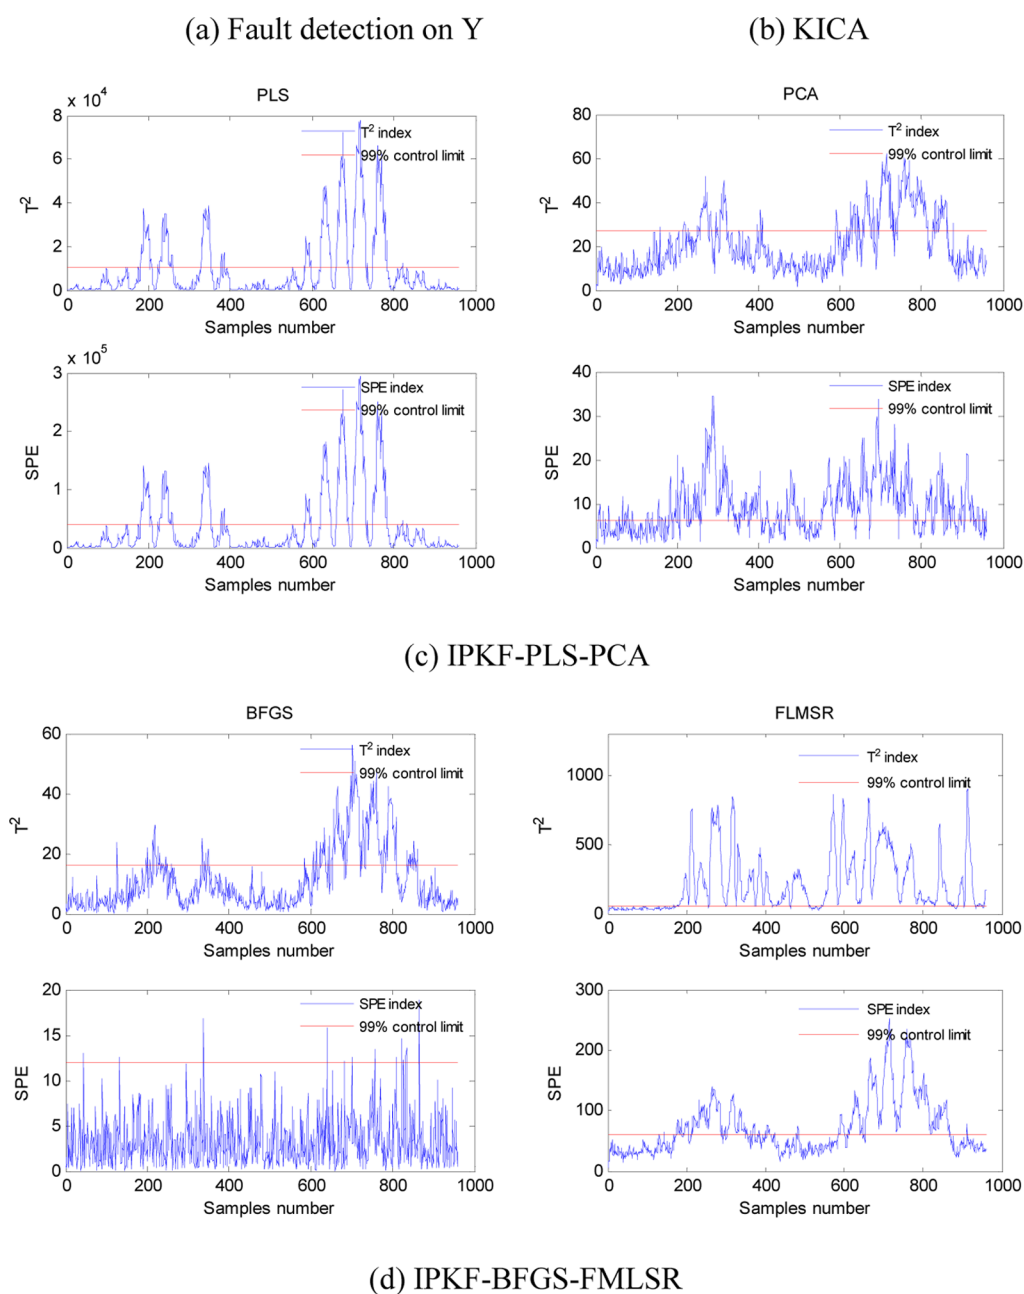 (a) Fault detection on Y
(b) KICA
PLS
x 10^4
T^2
8
6
4
2
0
T^2 index
99% control limit
0 200 400 600 800 1000
Samples number
PCA
T^2
80
60
40
20
0
T^2 index
99% control limit
0 200 400 600 800 1000
Samples number
x 10^5
SPE
3
2
1
0
SPE index
99% control limit
0 200 400 600 800 1000
Samples number
SPE
40
30
20
10
0
SPE index
99% control limit
0 200 400 600 800 1000
Samples number
(c) IPKF-PLS-PCA
BFGS
T^2
60
40
20
0
T^2 index
99% control limit
0 200 400 600 800 1000
Samples number
FLMSR
T^2
1000
500
0
T^2 index
99% control limit
0 200 400 600 800 1000
Samples number
SPE
20
15
10
5
0
SPE index
99% control limit
0 200 400 600 800 1000
Samples number
SPE
300
200
100
0
SPE index
99% control limit
0 200 400 600 800 1000
Samples number
(d) IPKF-BFGS-FMLSR